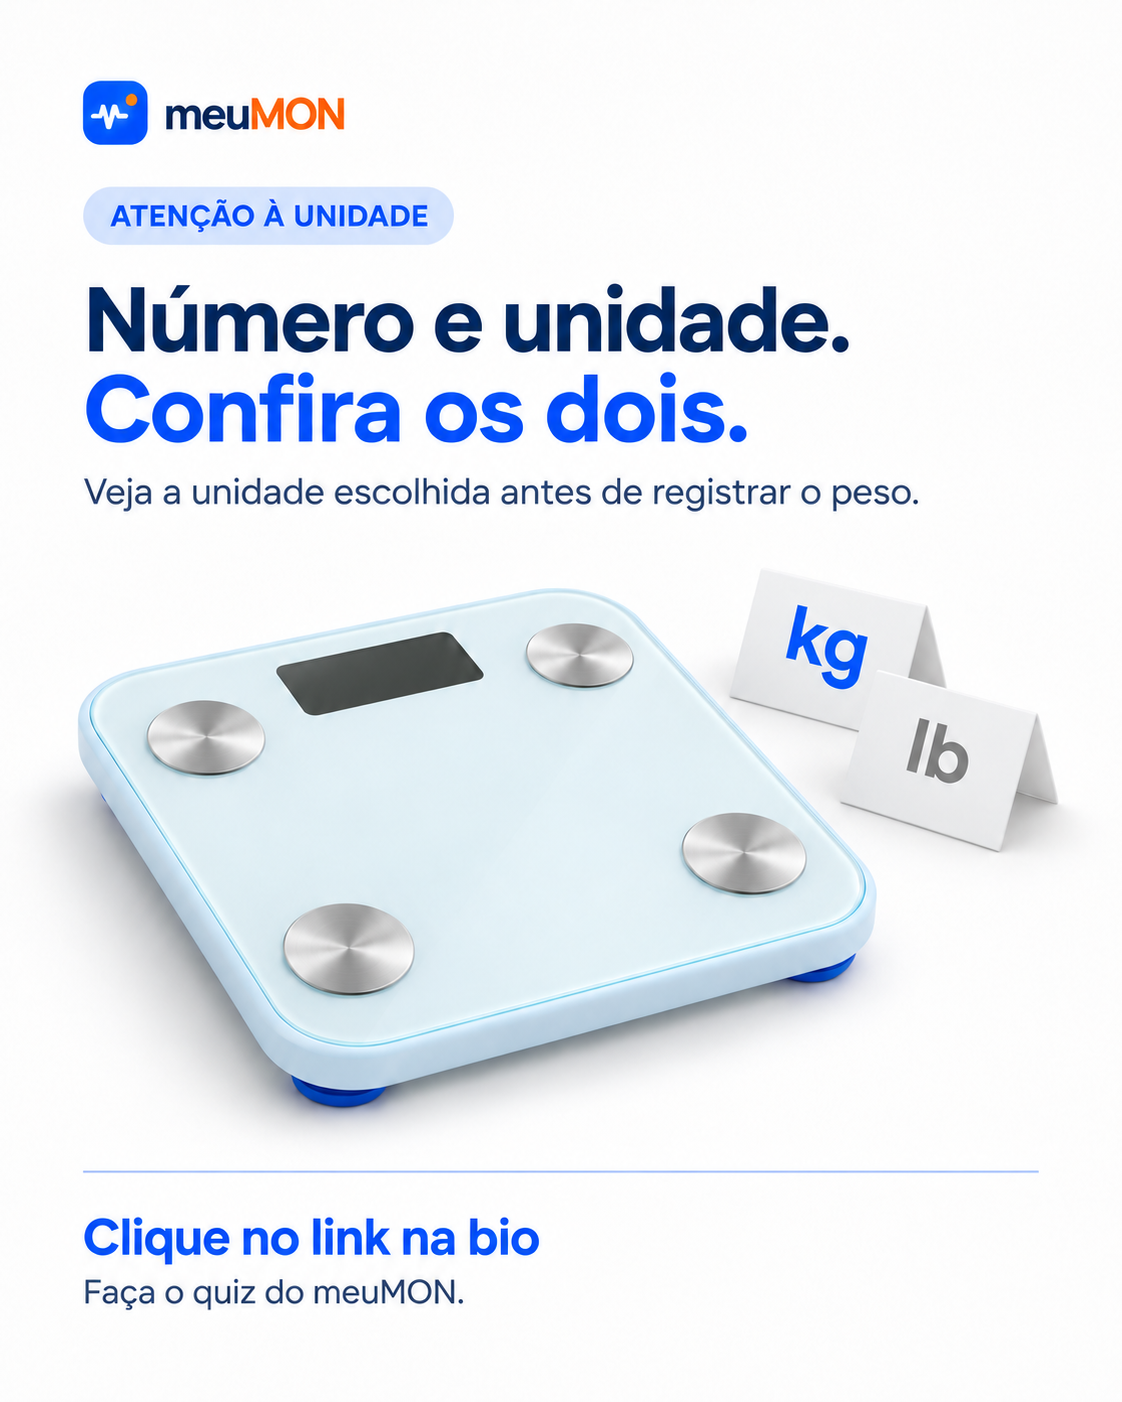 meuMON
ATENÇÃO À UNIDADE
Número e unidade.
Confira os dois.
Veja a unidade escolhida antes de registrar o peso.
kg
lb
Clique no link na bio
Faça o quiz do meuMON.